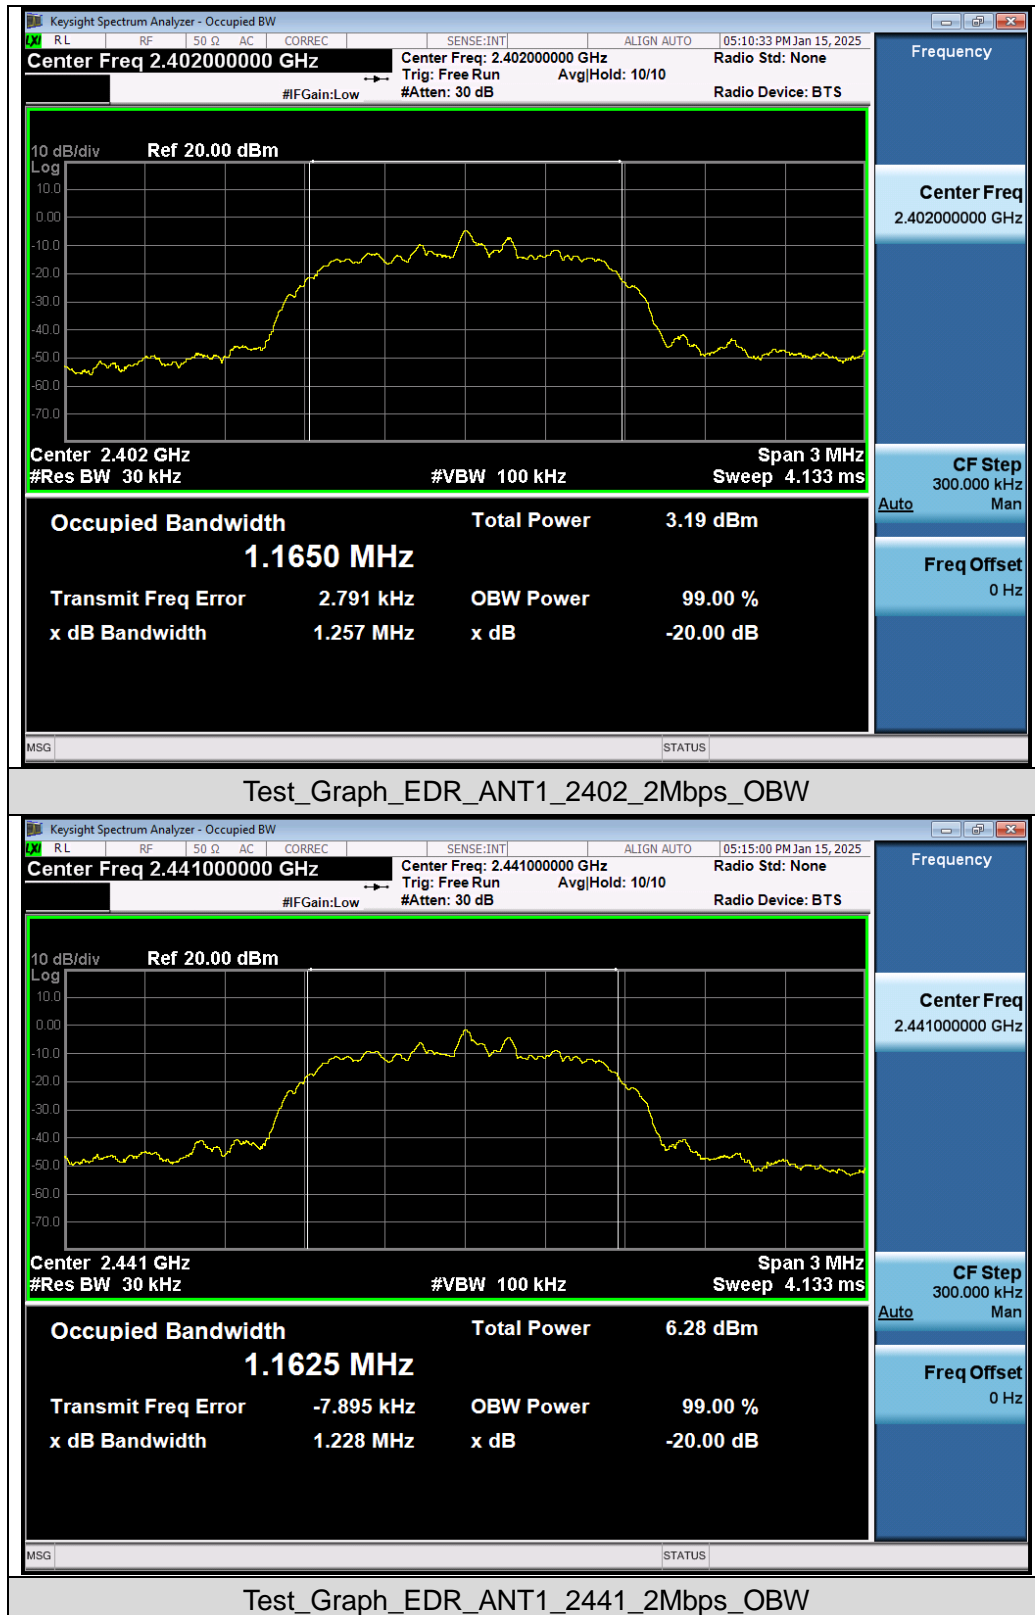 Keysight Spectrum Analyzer - Occupied BW
LXI RL RF 50 Ω AC CORREC SENSE:INT ALIGN AUTO 05:10:33 PM Jan 15, 2025
Center Freq 2.402000000 GHz
Center Freq: 2.402000000 GHz
Radio Std: None
Trig: Free Run Avg|Hold: 10/10
#IFGain:Low
#Atten: 30 dB
Radio Device: BTS
Frequency
10 dB/div Ref 20.00 dBm
Log
10.0
0.00
-10.0
-20.0
-30.0
-40.0
-50.0
-60.0
-70.0
Center 2.402 GHz Span 3 MHz
#Res BW 30 kHz #VBW 100 kHz Sweep 4.133 ms
Center Freq
2.402000000 GHz
CF Step
300.000 kHz
Auto Man
Freq Offset
0 Hz
Occupied Bandwidth Total Power 3.19 dBm
1.1650 MHz
Transmit Freq Error 2.791 kHz OBW Power 99.00 %
x dB Bandwidth 1.257 MHz x dB -20.00 dB
MSG STATUS
Test_Graph_EDR_ANT1_2402_2Mbps_OBW
Keysight Spectrum Analyzer - Occupied BW
LXI RL RF 50 Ω AC CORREC SENSE:INT ALIGN AUTO 05:15:00 PM Jan 15, 2025
Center Freq 2.441000000 GHz
Center Freq: 2.441000000 GHz
Radio Std: None
Trig: Free Run Avg|Hold: 10/10
#IFGain:Low
#Atten: 30 dB
Radio Device: BTS
Frequency
10 dB/div Ref 20.00 dBm
Log
10.0
0.00
-10.0
-20.0
-30.0
-40.0
-50.0
-60.0
-70.0
Center 2.441 GHz Span 3 MHz
#Res BW 30 kHz #VBW 100 kHz Sweep 4.133 ms
Center Freq
2.441000000 GHz
CF Step
300.000 kHz
Auto Man
Freq Offset
0 Hz
Occupied Bandwidth Total Power 6.28 dBm
1.1625 MHz
Transmit Freq Error -7.895 kHz OBW Power 99.00 %
x dB Bandwidth 1.228 MHz x dB -20.00 dB
MSG STATUS
Test_Graph_EDR_ANT1_2441_2Mbps_OBW